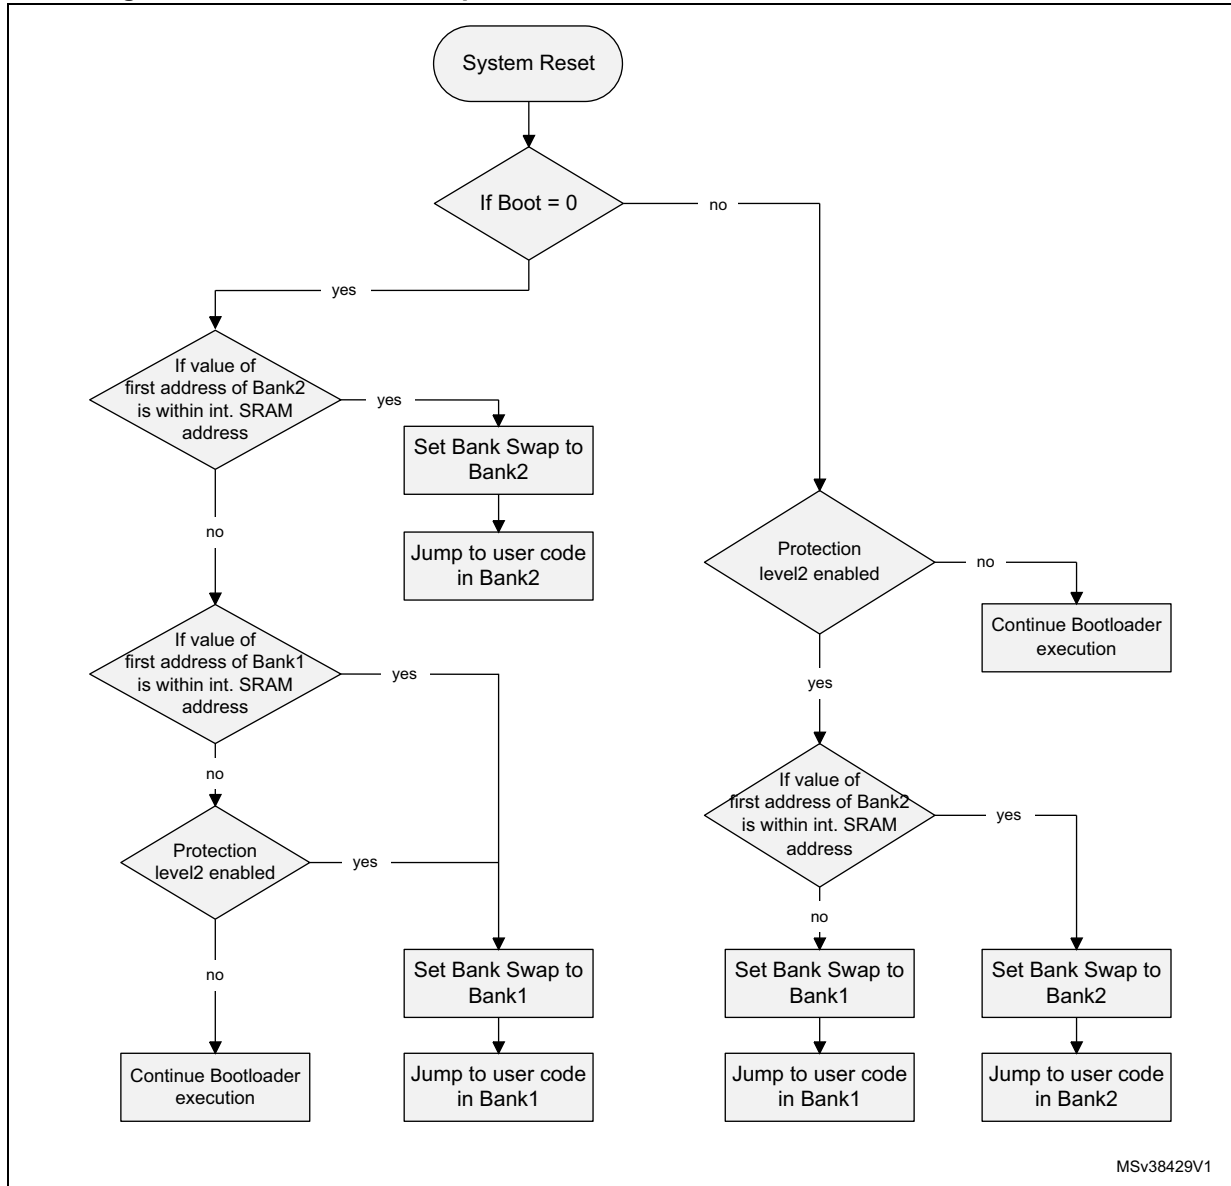 System Reset
If Boot = 0
no
yes
If value of
first address of Bank2
is within int. SRAM
address
yes
Set Bank Swap to
Bank2
Jump to user code
in Bank2
no
If value of
first address of Bank1
is within int. SRAM
address
yes
no
Protection
level2 enabled
yes
no
Continue Bootloader
execution
Set Bank Swap to
Bank1
Jump to user code
in Bank1
Protection
level2 enabled
no
Continue Bootloader
execution
yes
If value of
first address of Bank2
is within int. SRAM
address
yes
no
Set Bank Swap to
Bank1
Jump to user code
in Bank1
Set Bank Swap to
Bank2
Jump to user code
in Bank2
MSv38429V1